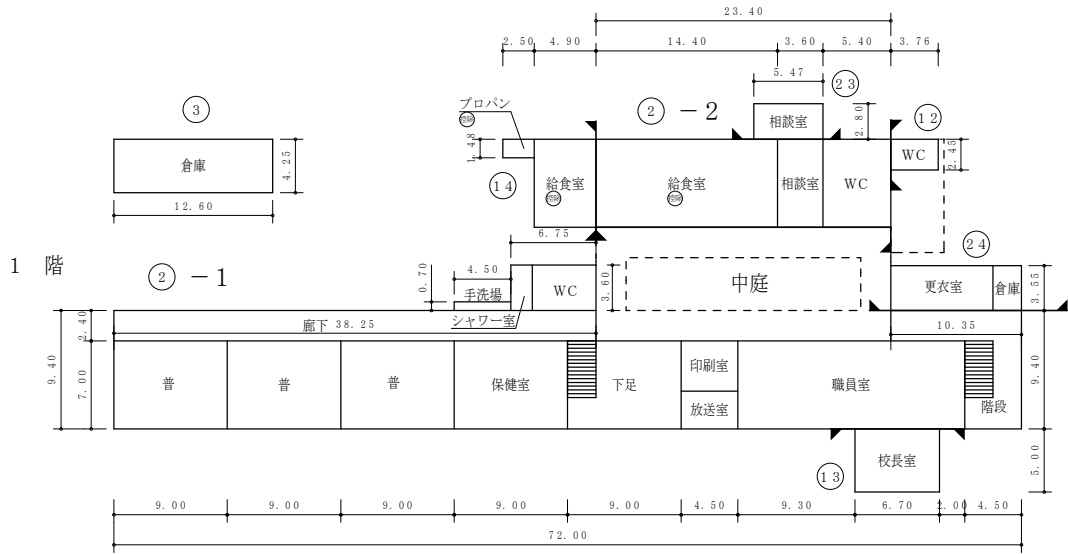 23.40
2.50 4.90 14.40 3.60 5.40 3.76
5.47
㉓
③
プロパン
② －2
⑫
相談室
2.80
1.48
WC
2.45
倉庫
4.25
給食室
給食室
相談室
WC
⑭
12.60
6.75
㉔
1 階
② －1
4.50
0.70
手洗場
WC
3.60
中庭
更衣室
倉庫
3.55
シャワー室
廊下 38.25
10.35
2.40
9.40
7.00
普
普
普
保健室
下足
印刷室
放送室
職員室
階段
9.40
校長室
⑬
5.00
9.00 9.00 9.00 9.00 9.00 4.50 9.30 6.70 2.00 4.50
72.00